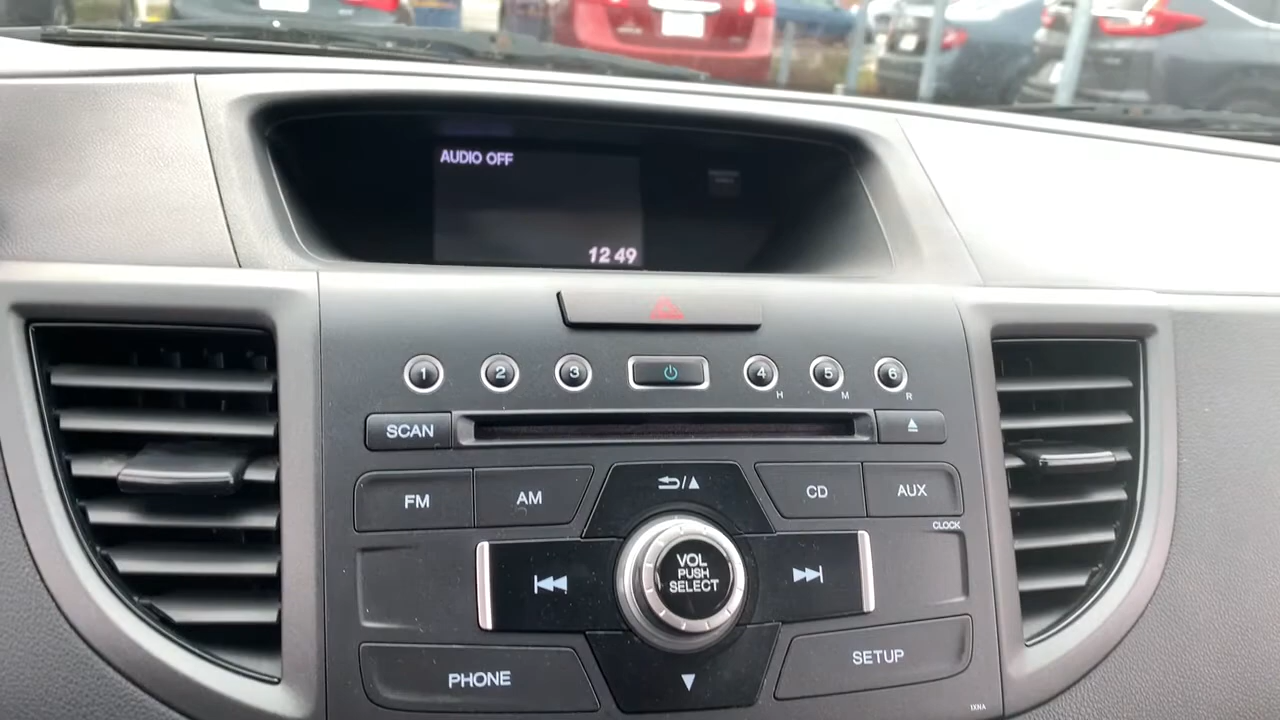 AUDIO OFF
12 49
1 2 3 4 5 6
H M R
SCAN
FM AM CD AUX
CLOCK
VOL
PUSH
SELECT
PHONE
SETUP
1XHA